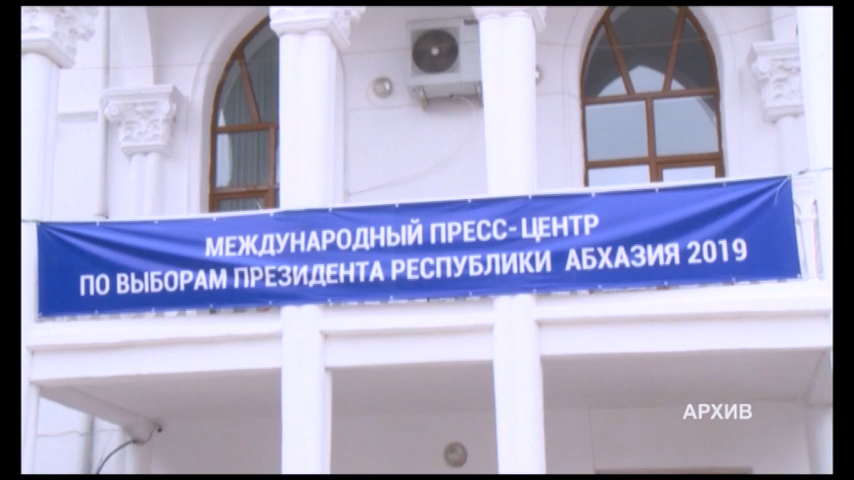 МЕЖДУНАРОДНЫЙ ПРЕСС-ЦЕНТР
ПО ВЫБОРАМ ПРЕЗИДЕНТА РЕСПУБЛИКИ АБХАЗИЯ 2019
АРХИВ